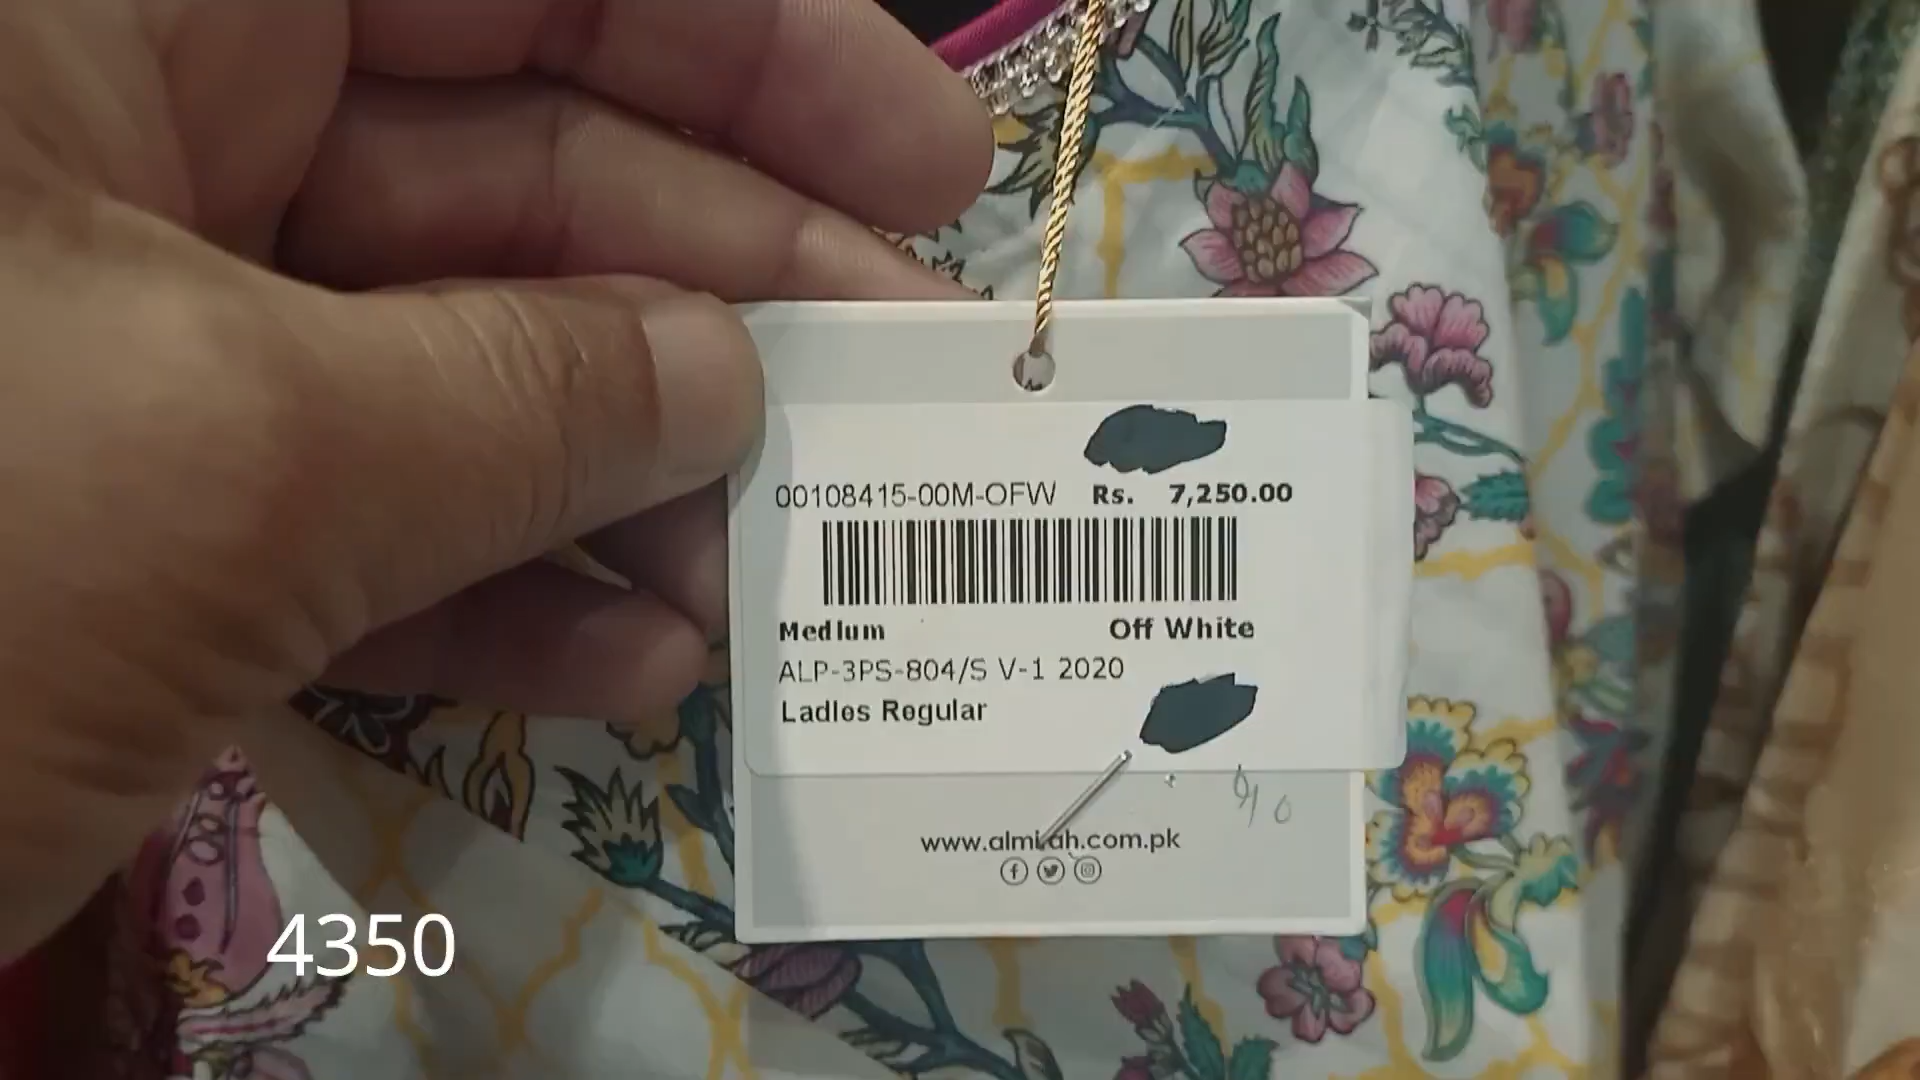 00108415-00M-OFW Rs. 7,250.00
Medium Off White
ALP-3PS-804/S V-1 2020
Ladies Regular
www.almirah.com.pk
4350